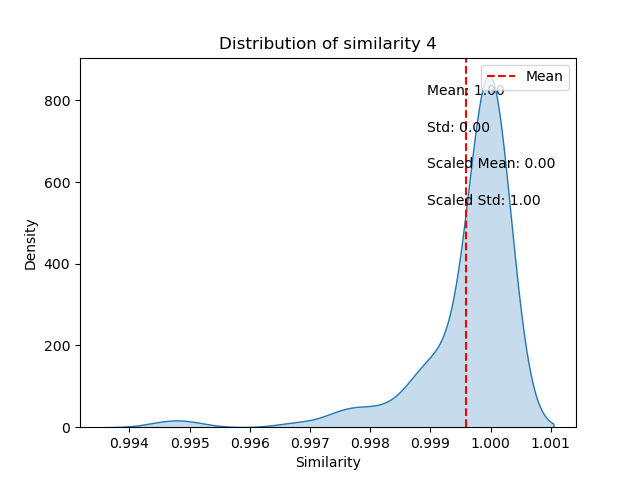 Distribution of similarity 4
Mean
Mean: 1.00
Std: 0.00
Scaled Mean: 0.00
Scaled Std: 1.00
Density
800
600
400
200
0
0.994 0.995 0.996 0.997 0.998 0.999 1.000 1.001
Similarity